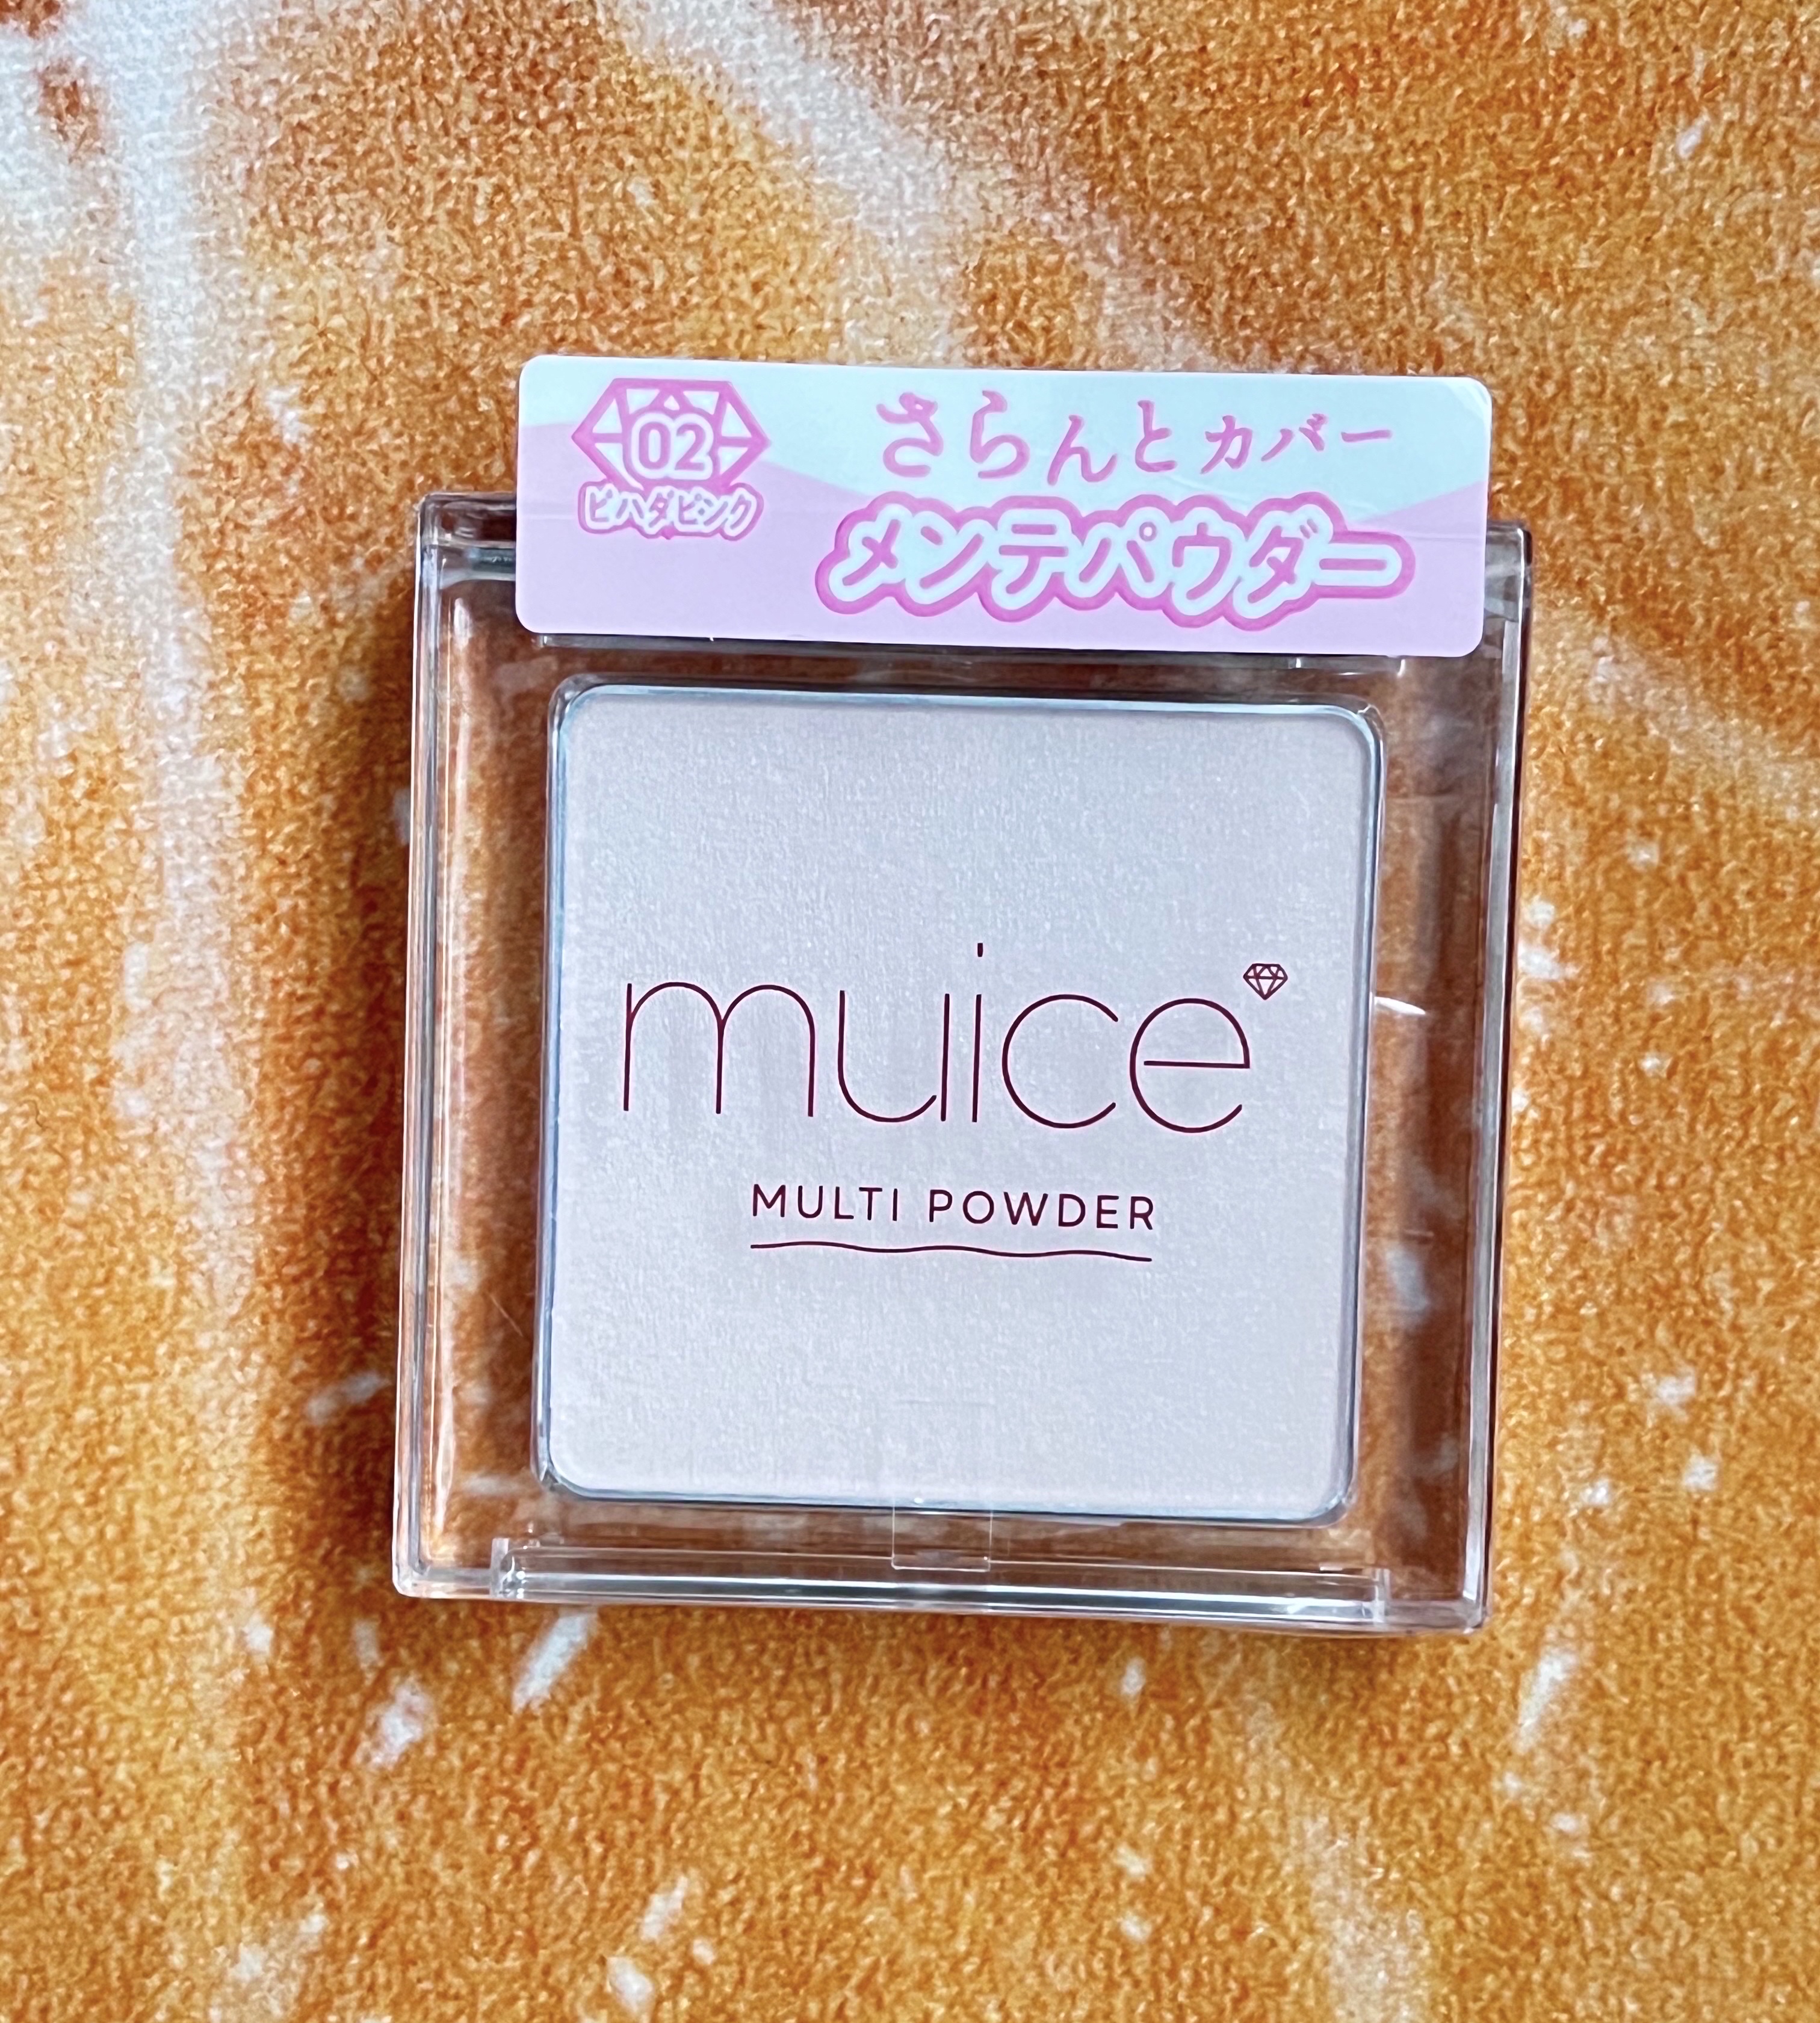 02
ビハダピンク
さらんとカバー
メンテパウダー
muice
MULTI POWDER